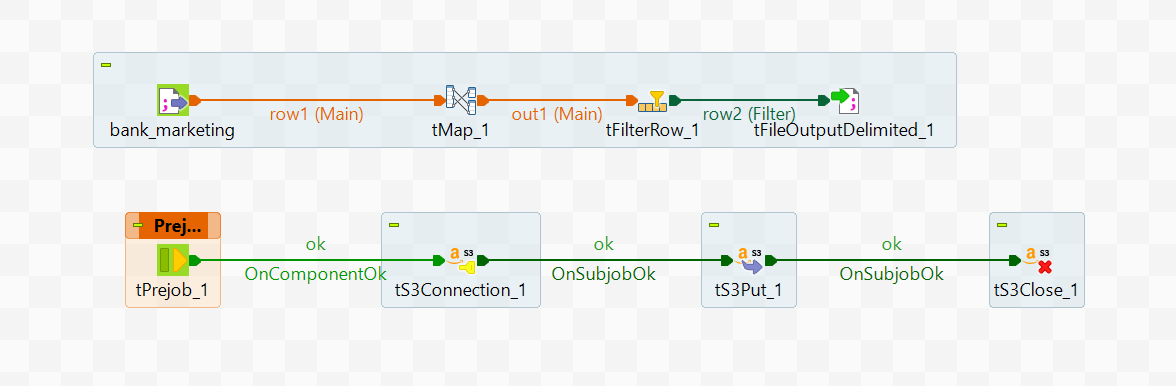 row1 (Main)
out1 (Main)
row2 (Filter)
bank_marketing
tMap_1
tFilterRow_1
tFileOutputDelimited_1
Prej...
ok
ok
ok
S3
S3
S3
OnComponentOk
OnSubjobOk
OnSubjobOk
tPrejob_1
tS3Connection_1
tS3Put_1
tS3Close_1